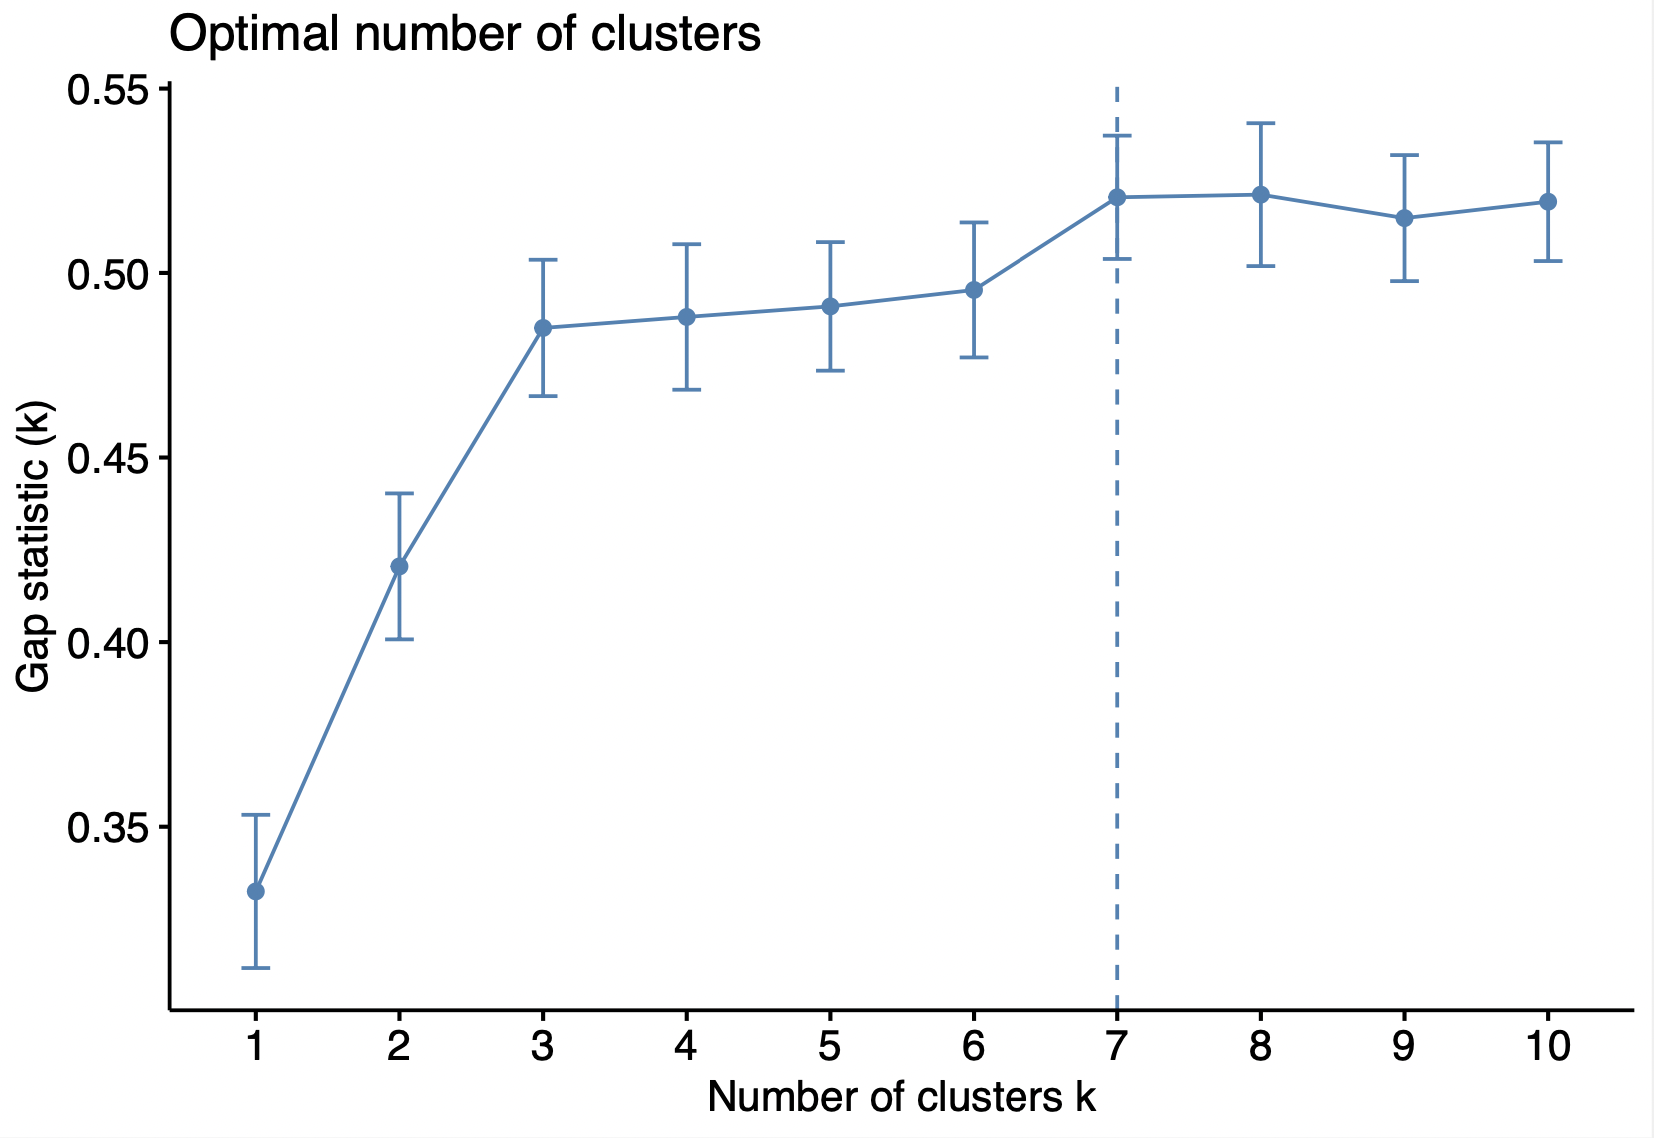 Optimal number of clusters
0.55
0.50
0.45
0.40
0.35
Gap statistic (k)
1 2 3 4 5 6 7 8 9 10
Number of clusters k